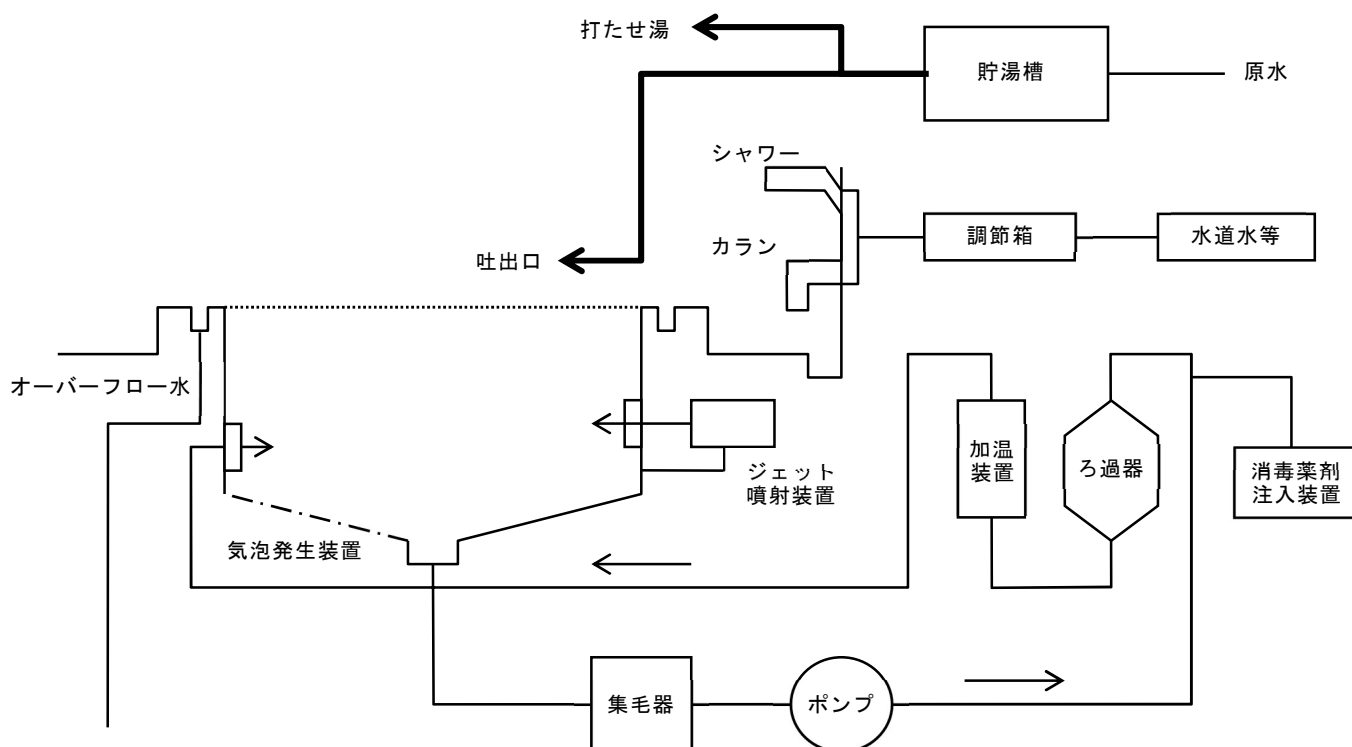 打たせ湯
貯湯槽
原水
シャワー
カラン
調節箱
水道水等
吐出口
オーバーフロー水
ジェット
噴射装置
加温
装置
ろ過器
消毒薬剤
注入装置
気泡発生装置
集毛器
ポンプ